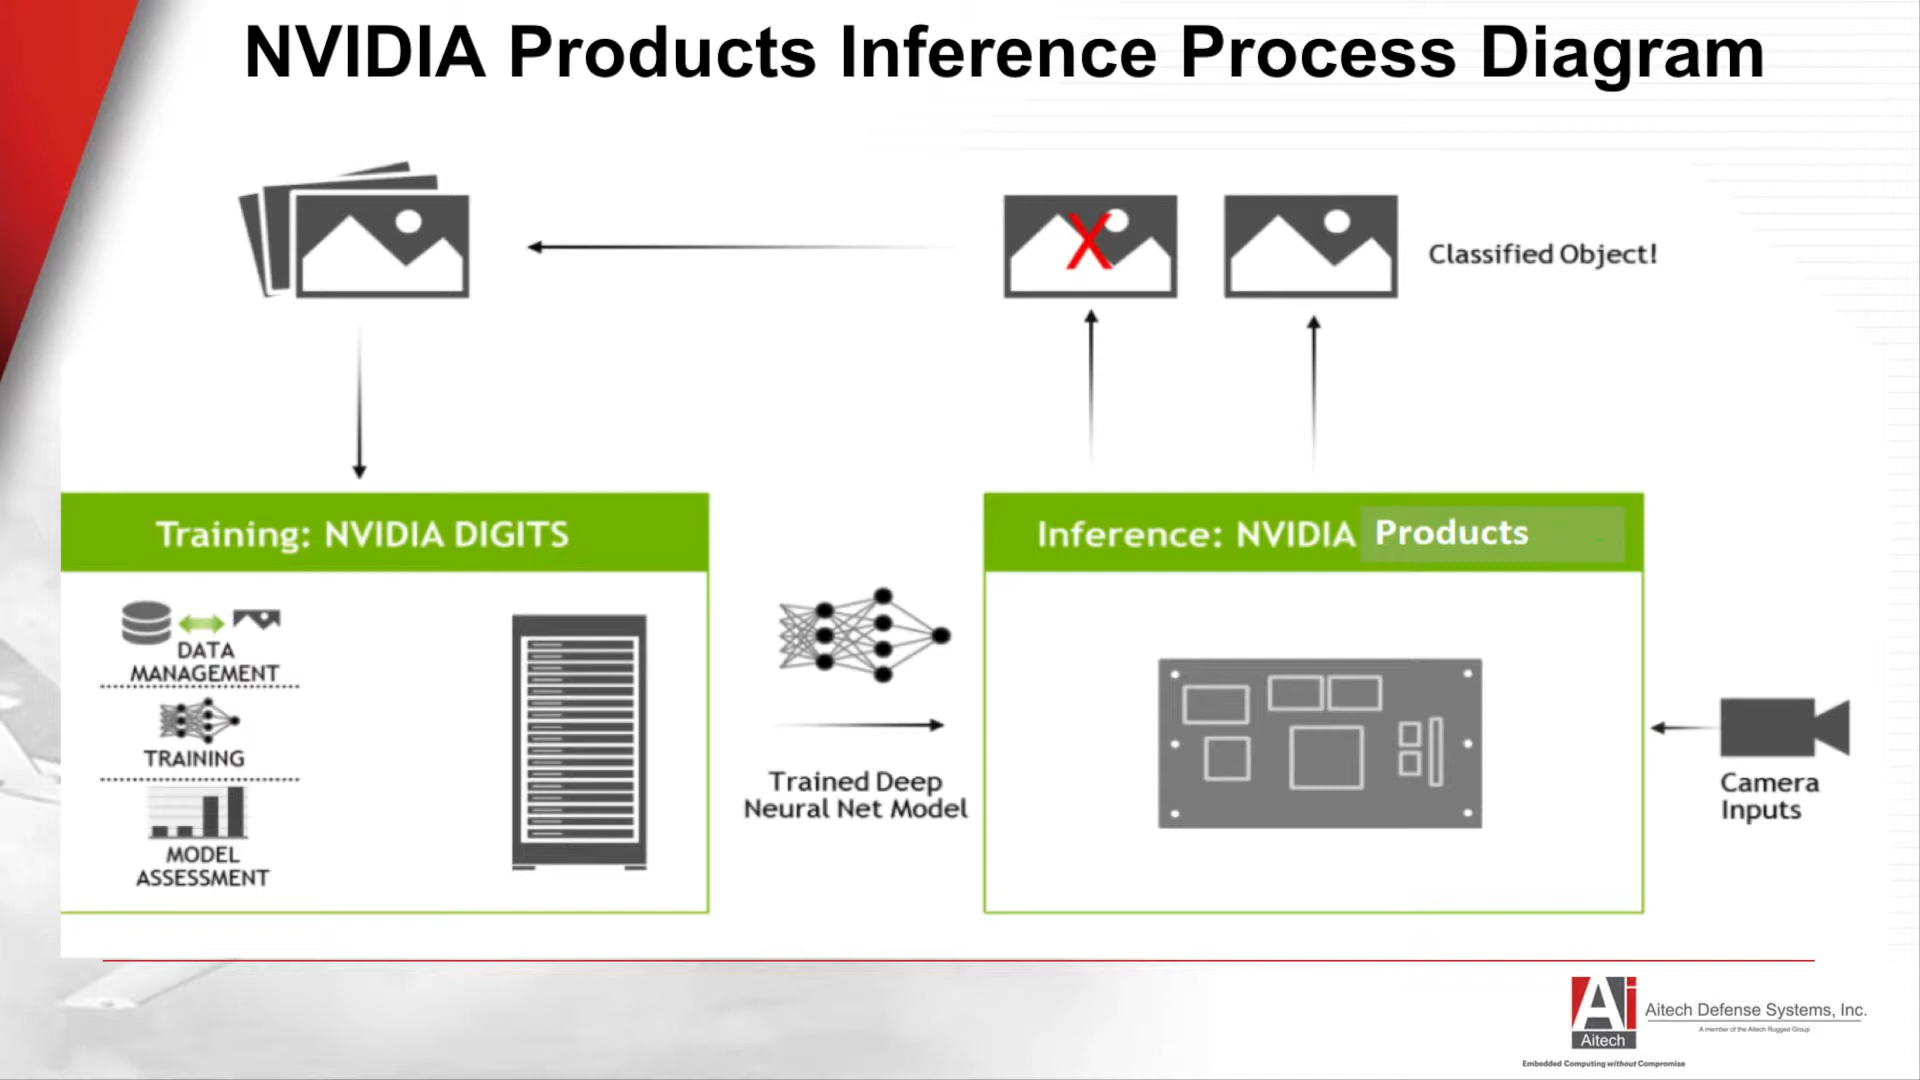 NVIDIA Products Inference Process Diagram
X
Classified Object!
Training: NVIDIA DIGITS
Inference: NVIDIA Products
DATA
MANAGEMENT
TRAINING
MODEL
ASSESSMENT
Trained Deep
Neural Net Model
Camera
Inputs
Ai
Aitech
Aitech Defense Systems, Inc.
A member of the Aitech Rugged Group
Embedded Computing without Compromise